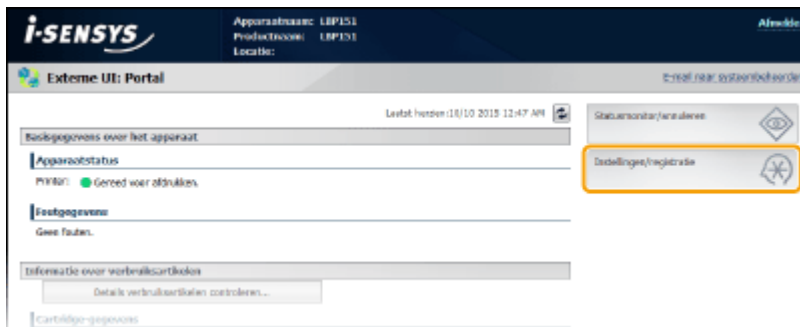 i-SENSYS
Apparaatnaam: LBP151
Productnaam: LBP151
Locatie:
Afmelde
Externe UI: Portal
E-mail naar systeembeheerde
Laatst herzien:10/10 2015 12:47 AM
Basisgegevens over het apparaat
Apparaatstatus
Printer: Gereed voor afdrukken.
Foutgegevens
Geen fouten.
Informatie over verbruiksartikelen
Details verbruiksartikelen controleren...
Cartridge-gegevens
Statusmonitor/annuleren
Instellingen/registratie